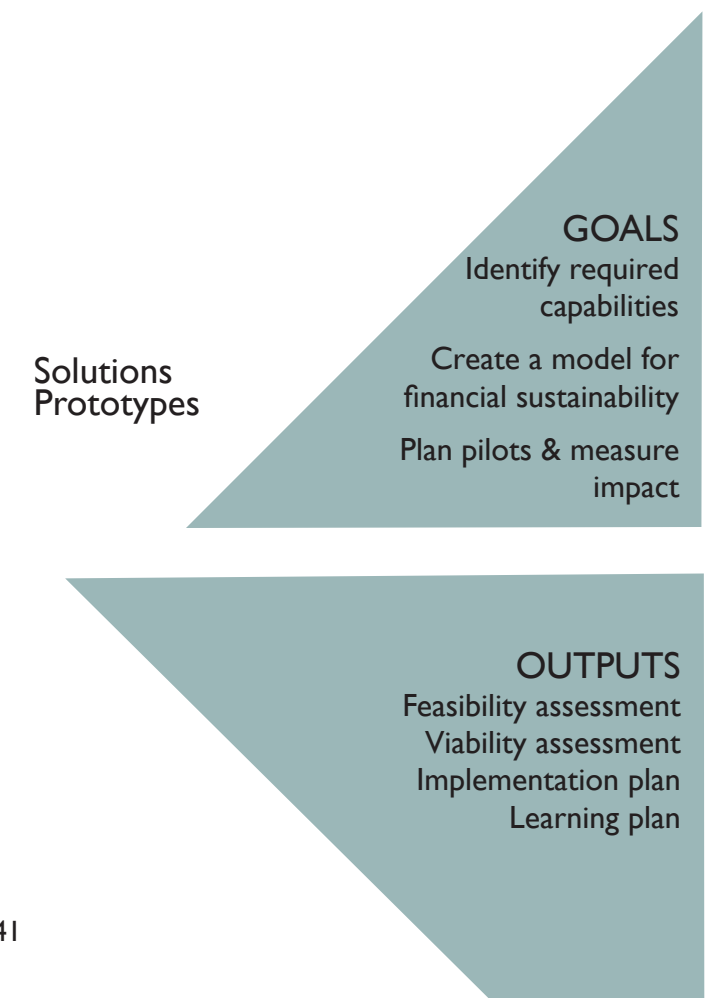 Solutions
Prototypes
GOALS
Identify required
capabilities
Create a model for
financial sustainability
Plan pilots & measure
impact
OUTPUTS
Feasibility assessment
Viability assessment
Implementation plan
Learning plan
41